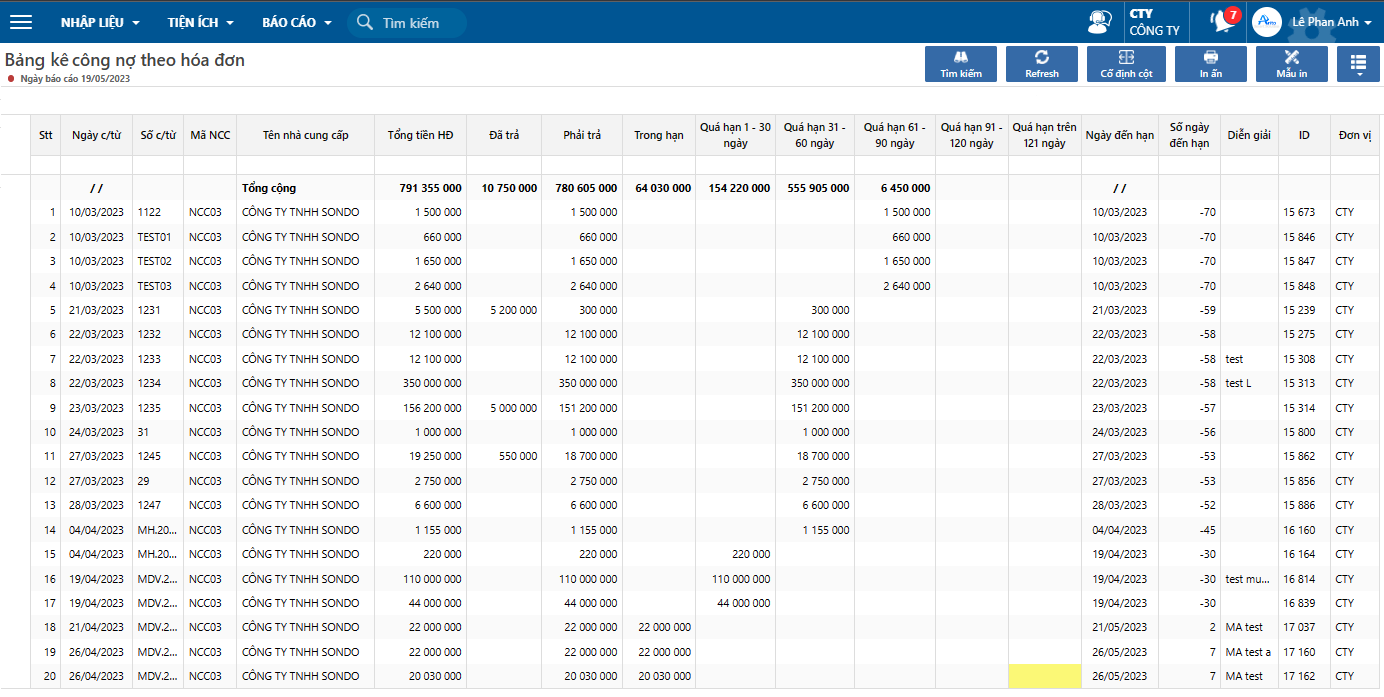 NHẬP LIỆU TIỆN ÍCH BÁO CÁO Tìm kiếm CTY CÔNG TY 7 Lê Phan Anh
Bảng kê công nợ theo hóa đơn
Ngày báo cáo 19/05/2023
Tìm kiếm Refresh Cố định cột In ấn Mẫu in
Stt Ngày c/từ Số c/từ Mã NCC Tên nhà cung cấp Tổng tiền HĐ Đã trả Phải trả Trong hạn Quá hạn 1 - 30 ngày Quá hạn 31 - 60 ngày Quá hạn 61 - 90 ngày Quá hạn 91 - 120 ngày Quá hạn trên 121 ngày Ngày đến hạn Số ngày đến hạn Diễn giải ID Đơn vị
/ / Tổng cộng 791 355 000 10 750 000 780 605 000 64 030 000 154 220 000 555 905 000 6 450 000 / /
1 10/03/2023 1122 NCC03 CÔNG TY TNHH SONDO 1 500 000 1 500 000 1 500 000 10/03/2023 -70 15 673 CTY
2 10/03/2023 TEST01 NCC03 CÔNG TY TNHH SONDO 660 000 660 000 660 000 10/03/2023 -70 15 846 CTY
3 10/03/2023 TEST02 NCC03 CÔNG TY TNHH SONDO 1 650 000 1 650 000 1 650 000 10/03/2023 -70 15 847 CTY
4 10/03/2023 TEST03 NCC03 CÔNG TY TNHH SONDO 2 640 000 2 640 000 2 640 000 10/03/2023 -70 15 848 CTY
5 21/03/2023 1231 NCC03 CÔNG TY TNHH SONDO 5 500 000 5 200 000 300 000 300 000 21/03/2023 -59 15 239 CTY
6 22/03/2023 1232 NCC03 CÔNG TY TNHH SONDO 12 100 000 12 100 000 12 100 000 22/03/2023 -58 15 275 CTY
7 22/03/2023 1233 NCC03 CÔNG TY TNHH SONDO 12 100 000 12 100 000 12 100 000 22/03/2023 -58 test 15 308 CTY
8 22/03/2023 1234 NCC03 CÔNG TY TNHH SONDO 350 000 000 350 000 000 350 000 000 22/03/2023 -58 test L 15 313 CTY
9 23/03/2023 1235 NCC03 CÔNG TY TNHH SONDO 156 200 000 5 000 000 151 200 000 151 200 000 23/03/2023 -57 15 314 CTY
10 24/03/2023 31 NCC03 CÔNG TY TNHH SONDO 1 000 000 1 000 000 1 000 000 24/03/2023 -56 15 800 CTY
11 27/03/2023 1245 NCC03 CÔNG TY TNHH SONDO 19 250 000 550 000 18 700 000 18 700 000 27/03/2023 -53 15 862 CTY
12 27/03/2023 29 NCC03 CÔNG TY TNHH SONDO 2 750 000 2 750 000 2 750 000 27/03/2023 -53 15 856 CTY
13 28/03/2023 1247 NCC03 CÔNG TY TNHH SONDO 6 600 000 6 600 000 6 600 000 28/03/2023 -52 15 886 CTY
14 04/04/2023 MH.20... NCC03 CÔNG TY TNHH SONDO 1 155 000 1 155 000 1 155 000 04/04/2023 -45 16 160 CTY
15 04/04/2023 MH.20... NCC03 CÔNG TY TNHH SONDO 220 000 220 000 220 000 19/04/2023 -30 16 164 CTY
16 19/04/2023 MDV.2... NCC03 CÔNG TY TNHH SONDO 110 000 000 110 000 000 110 000 000 19/04/2023 -30 test mu... 16 814 CTY
17 19/04/2023 MDV.2... NCC03 CÔNG TY TNHH SONDO 44 000 000 44 000 000 44 000 000 19/04/2023 -30 16 839 CTY
18 21/04/2023 MDV.2... NCC03 CÔNG TY TNHH SONDO 22 000 000 22 000 000 22 000 000 21/05/2023 2 MA test 17 037 CTY
19 26/04/2023 MDV.2... NCC03 CÔNG TY TNHH SONDO 22 000 000 22 000 000 22 000 000 26/05/2023 7 MA test a 17 160 CTY
20 26/04/2023 MDV.2... NCC03 CÔNG TY TNHH SONDO 20 030 000 20 030 000 20 030 000 26/05/2023 7 MA test 17 162 CTY